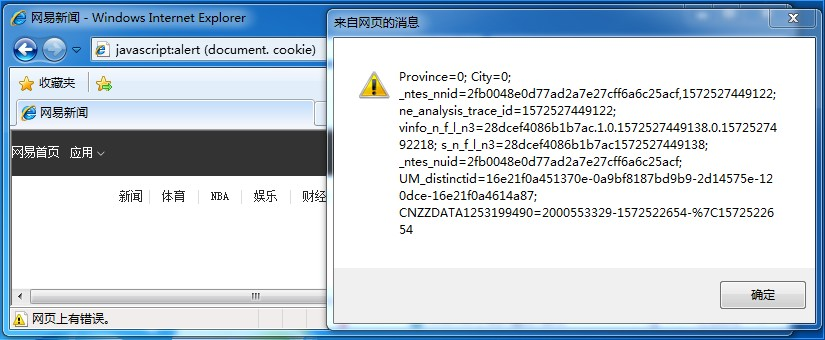 网易新闻 - Windows Internet Explorer
javascript:alert (document. cookie)
收藏夹
网易新闻
网易首页 应用
新闻 体育 NBA 娱乐 财经
网页上有错误。
来自网页的消息
Province=0; City=0;
_ntes_nnid=2fb0048e0d77ad2a7e27cff6a6c25acf,1572527449122;
ne_analysis_trace_id=1572527449122;
vinfo_n_f_l_n3=28dcef4086b1b7ac.1.0.1572527449138.0.15725274
92218; s_n_f_l_n3=28dcef4086b1b7ac1572527449138;
_ntes_nuid=2fb0048e0d77ad2a7e27cff6a6c25acf;
UM_distinctid=16e21f0a451370e-0a9bf8187bd9b9-2d14575e-12
0dce-16e21f0a4614a87;
CNZZDATA1253199490=2000553329-1572522654-%7C15725226
54
确定